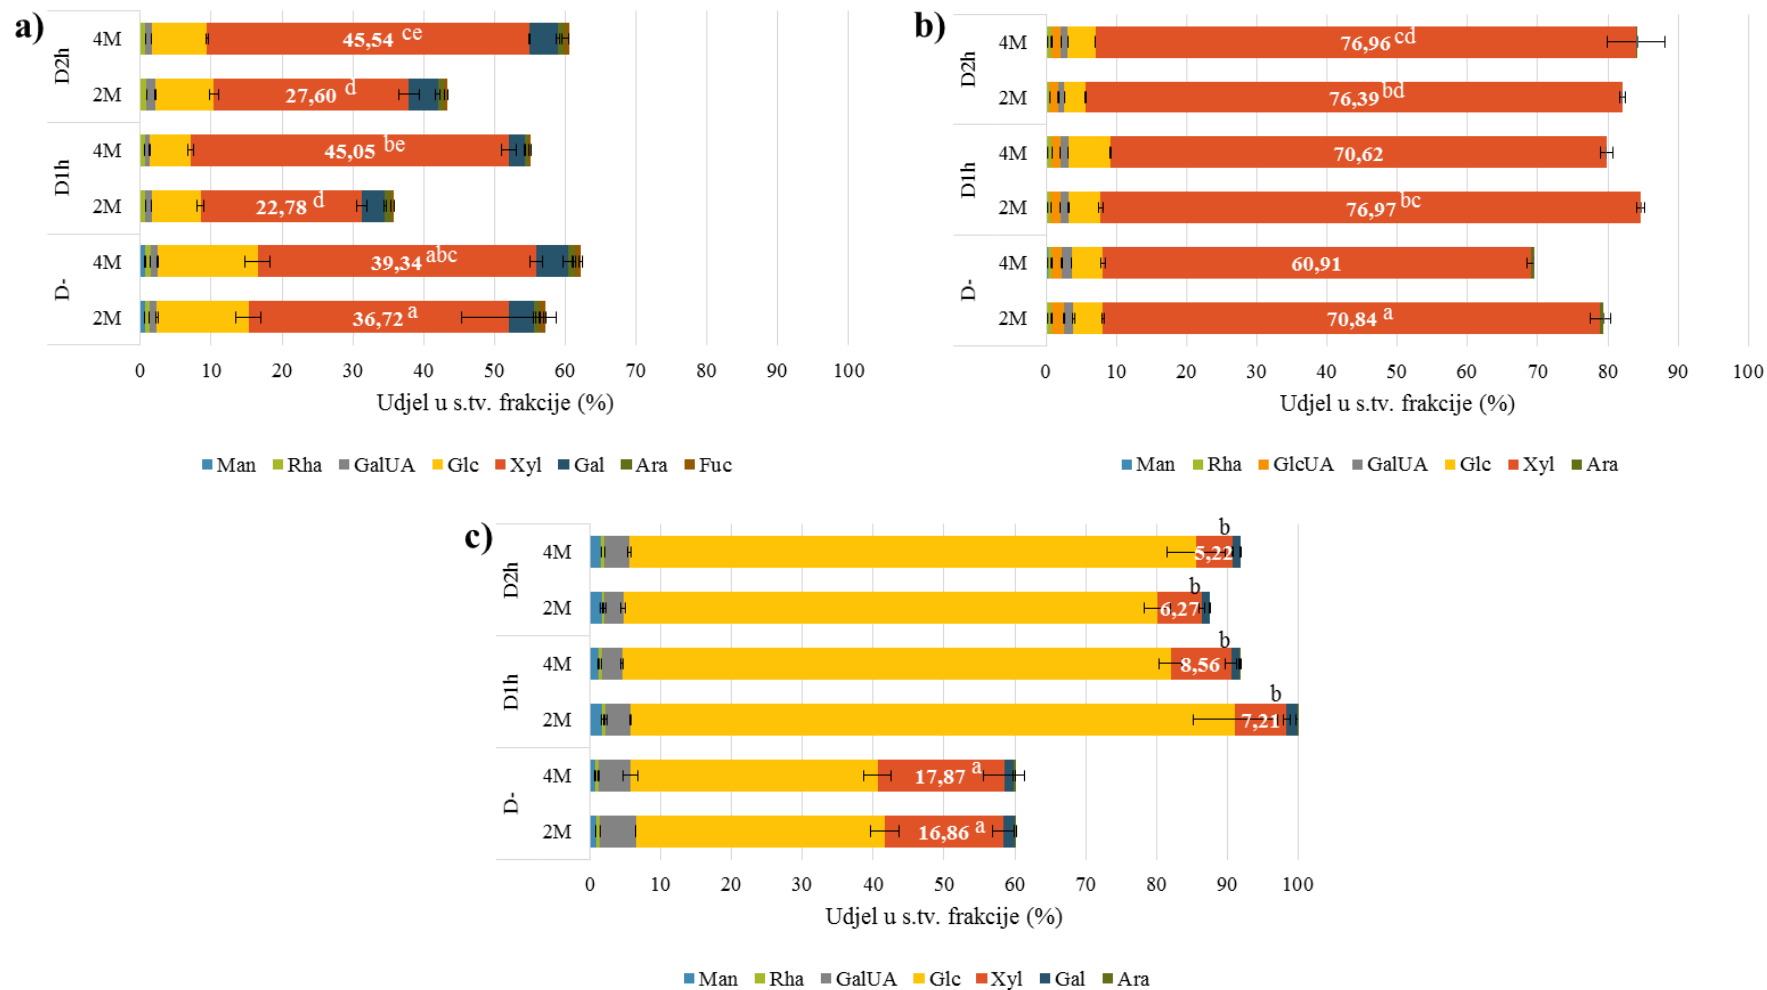 a)
D2h
4M
45,54 ce
2M
27,60 d
D1h
4M
45,05 be
2M
22,78 d
D-
4M
39,34 abc
2M
36,72 a
0 10 20 30 40 50 60 70 80 90 100
Udjel u s.tv. frakcije (%)
Man Rha GalUA Glc Xyl Gal Ara Fuc
b)
D2h
4M
76,96 cd
2M
76,39 bd
D1h
4M
70,62
2M
76,97 bc
D-
4M
60,91
2M
70,84 a
0 10 20 30 40 50 60 70 80 90 100
Udjel u s.tv. frakcije (%)
Man Rha GlcUA GalUA Glc Xyl Ara
c)
D2h
4M
5,22 b
2M
6,27 b
D1h
4M
8,56 b
2M
7,21 b
D-
4M
17,87 a
2M
16,86 a
0 10 20 30 40 50 60 70 80 90 100
Udjel u s.tv. frakcije (%)
Man Rha GalUA Glc Xyl Gal Ara